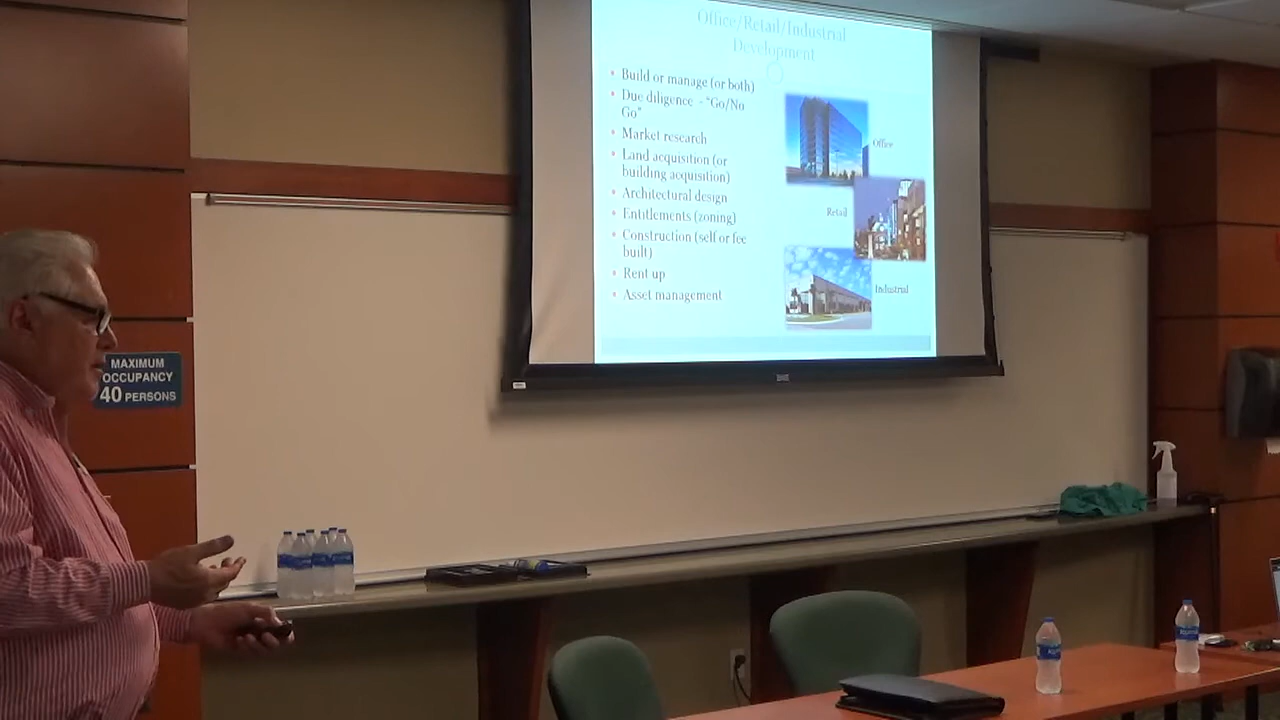 Office/Retail/Industrial
Development
• Build or manage (or both)
• Due diligence - "Go/No
Go"
• Market research
• Land acquisition (or
building acquisition)
• Architectural design
• Entitlements (zoning)
• Construction (self or fee
built)
• Rent up
• Asset management
Office
Retail
Industrial
MAXIMUM
OCCUPANCY
40 PERSONS